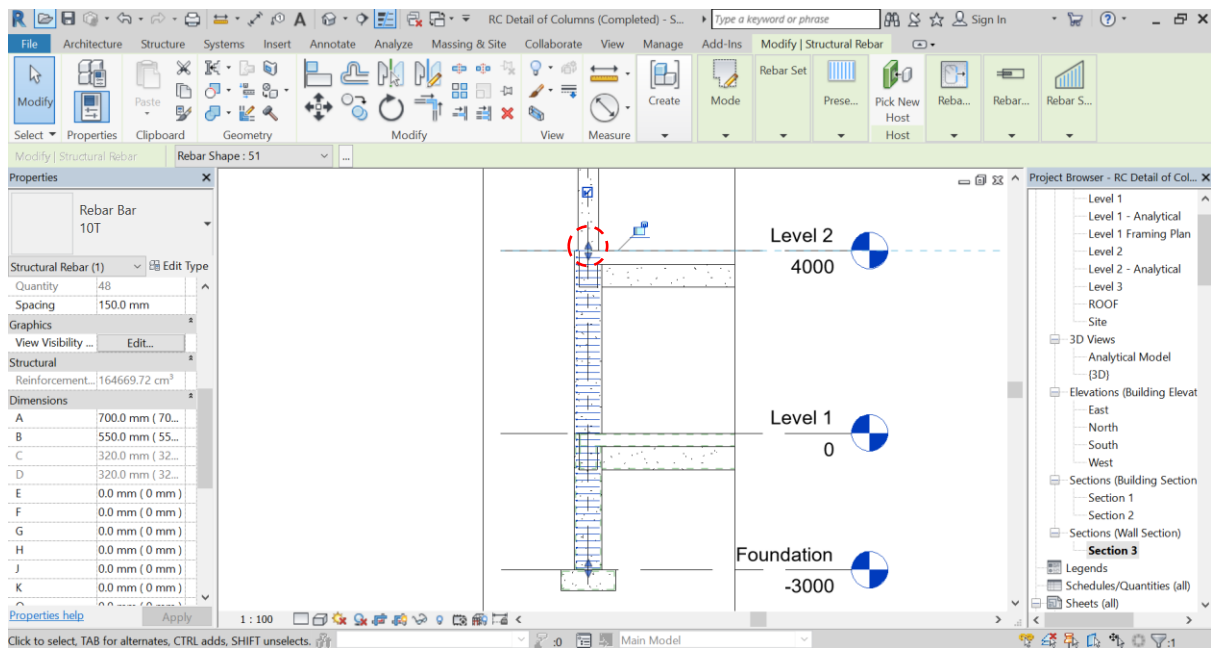 R
A
RC Detail of Columns (Completed) - S...
Type a keyword or phrase
Sign In
File Architecture Structure Systems Insert Annotate Analyze Massing & Site Collaborate View Manage Add-Ins Modify | Structural Rebar
Modify
Paste
Create
Mode
Rebar Set
Prese...
Pick New
Host
Reba...
Rebar...
Rebar S...
Select Properties Clipboard Geometry Modify View Measure Host
Modify | Structural Rebar
Rebar Shape : 51
...
Properties
Rebar Bar
10T
Structural Rebar (1)
Edit Type
Quantity 48
Spacing 150.0 mm
Graphics
View Visibility ... Edit...
Structural
Reinforcement... 164669.72 cm³
Dimensions
A 700.0 mm ( 70...
B 550.0 mm ( 55...
C 320.0 mm ( 32...
D 320.0 mm ( 32...
E 0.0 mm ( 0 mm )
F 0.0 mm ( 0 mm )
G 0.0 mm ( 0 mm )
H 0.0 mm ( 0 mm )
J 0.0 mm ( 0 mm )
K 0.0 mm ( 0 mm )
Properties help
Apply
Level 2
4000
Level 1
0
Foundation
-3000
1 : 100
Project Browser - RC Detail of Col...
Level 1
Level 1 - Analytical
Level 1 Framing Plan
Level 2
Level 2 - Analytical
Level 3
ROOF
Site
3D Views
Analytical Model
{3D}
Elevations (Building Elevat
East
North
South
West
Sections (Building Section
Section 1
Section 2
Sections (Wall Section)
Section 3
Legends
Schedules/Quantities (all)
Sheets (all)
Click to select, TAB for alternates, CTRL adds, SHIFT unselects.
:0
Main Model
:1